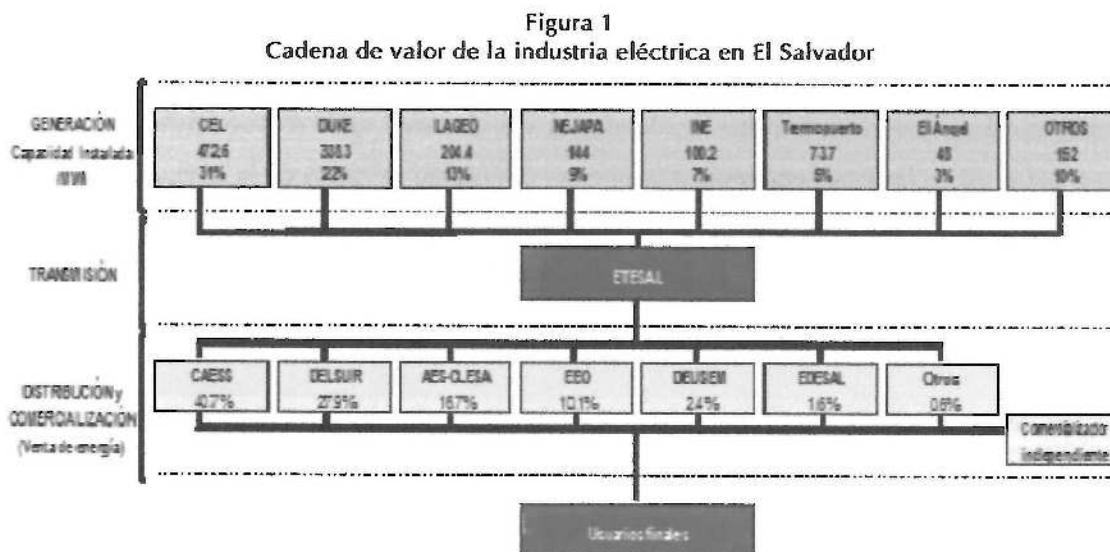 Figura 1
Cadena de valor de la industria eléctrica en El Salvador
GENERACIÓN
Capacidad Instalada
(MW)
CEL
472.6
31%
DUKE
338.3
22%
LAGEO
204.4
13%
NEJAPA
144
9%
INE
100.2
7%
Termopuerto
73.7
5%
El Ángel
48
3%
OTROS
152
10%
TRANSMISIÓN
ETESAL
DISTRIBUCIÓN y
COMERCIALIZACIÓN
(Venta de energía)
CAESS
40.7%
DELSUR
27.9%
AES-CLESA
16.7%
EEO
10.1%
DEUSEM
2.4%
EDESAL
1.6%
Otros
0.6%
Comercializador
independiente
Usuarios finales